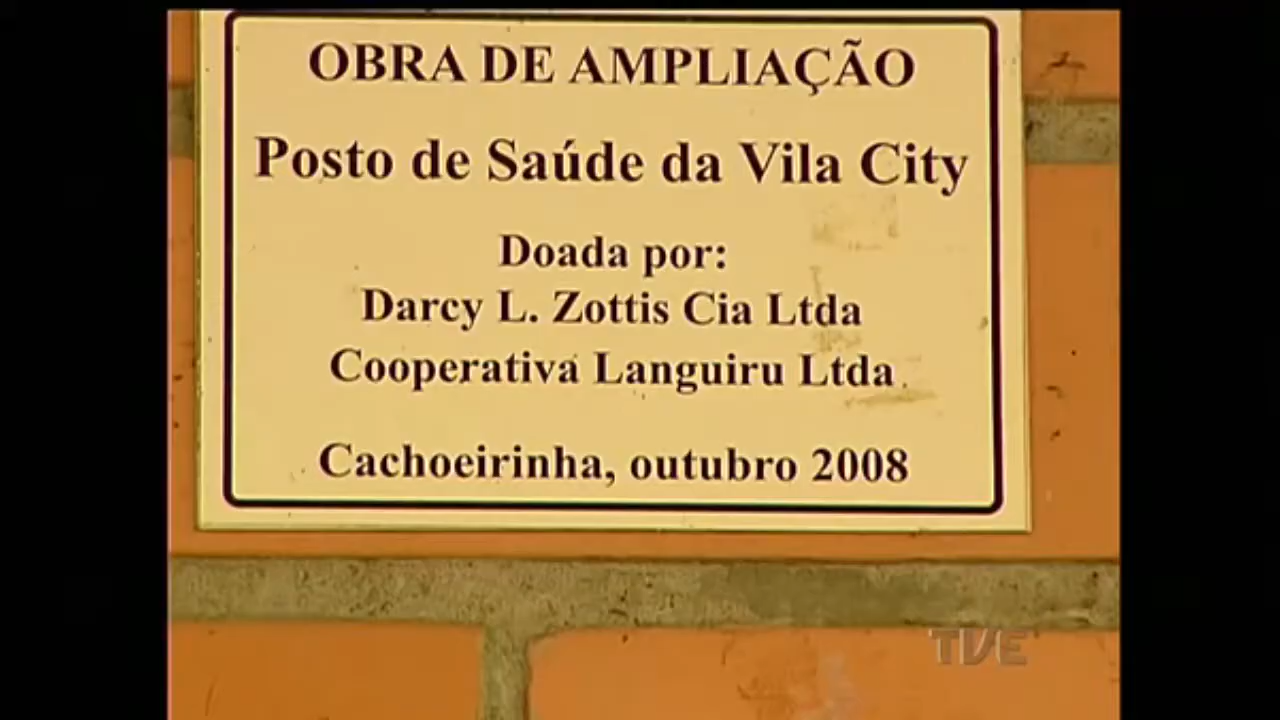 OBRA DE AMPLIAÇÃO
Posto de Saúde da Vila City
Doada por:
Darcy L. Zottis Cia Ltda
Cooperativa Languiru Ltda
Cachoeirinha, outubro 2008
TVE